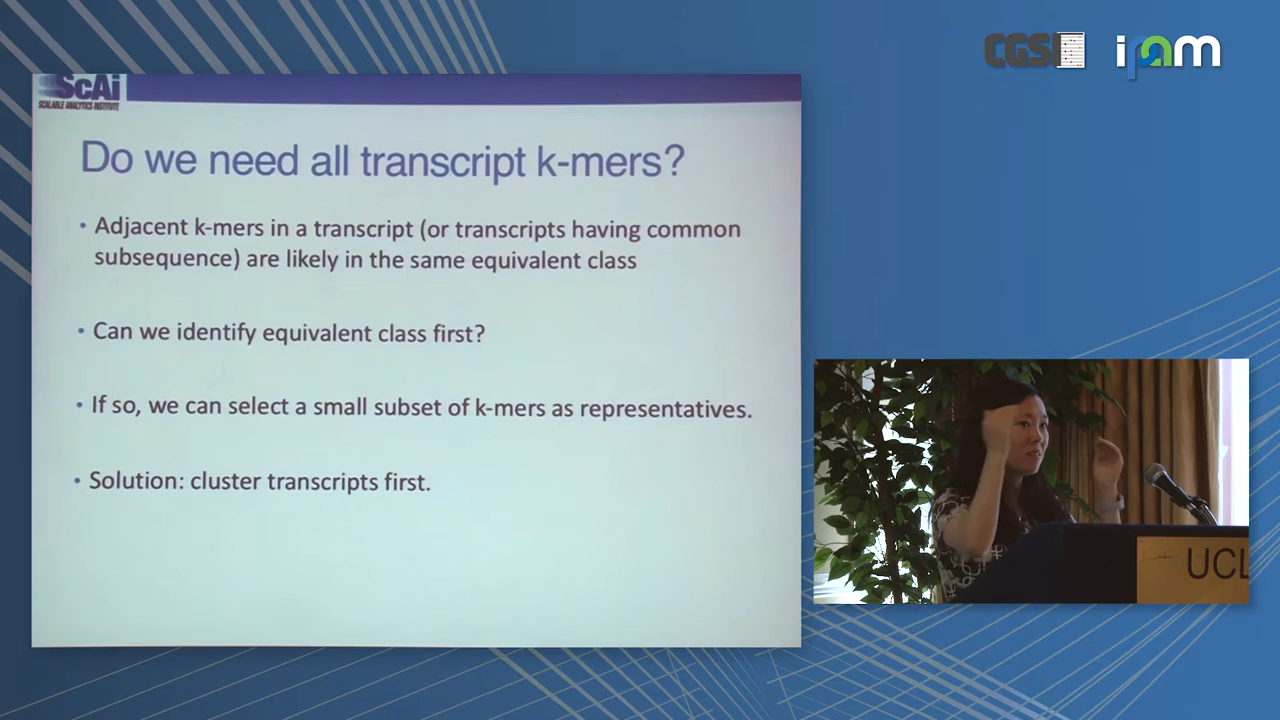 CGSI
ipam
ScAi
SCALABLE ANALYTICS INSTITUTE
Do we need all transcript k-mers?
• Adjacent k-mers in a transcript (or transcripts having common
subsequence) are likely in the same equivalent class
• Can we identify equivalent class first?
• If so, we can select a small subset of k-mers as representatives.
• Solution: cluster transcripts first.
UCL